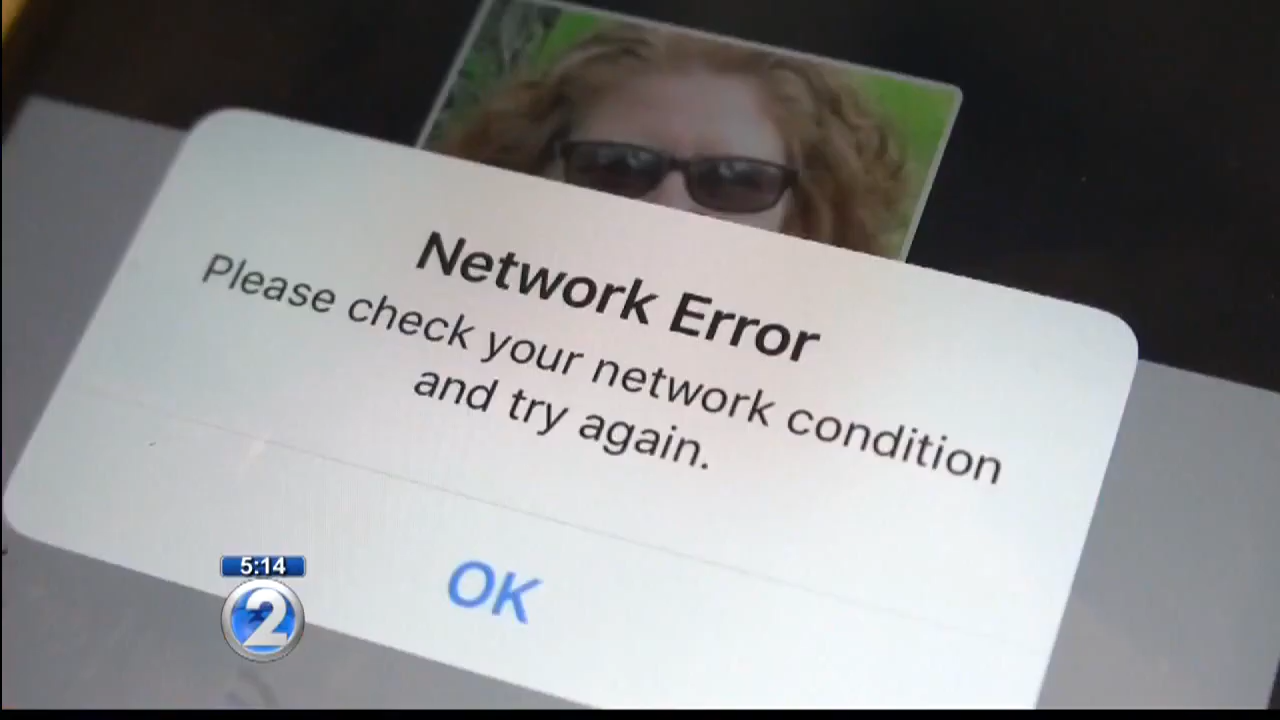 Network Error
Please check your network condition
and try again.
OK
5:14
2